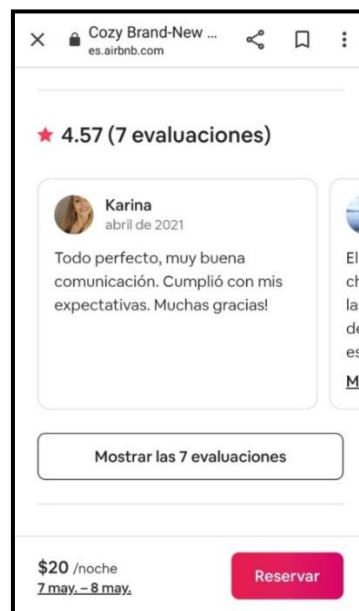 Cozy Brand-New ...
es.airbnb.com
4.57 (7 evaluaciones)
Karina
abril de 2021
Todo perfecto, muy buena
comunicación. Cumplió con mis
expectativas. Muchas gracias!
El
Mostrar las 7 evaluaciones
$20 /noche
7 may. – 8 may.
Reservar